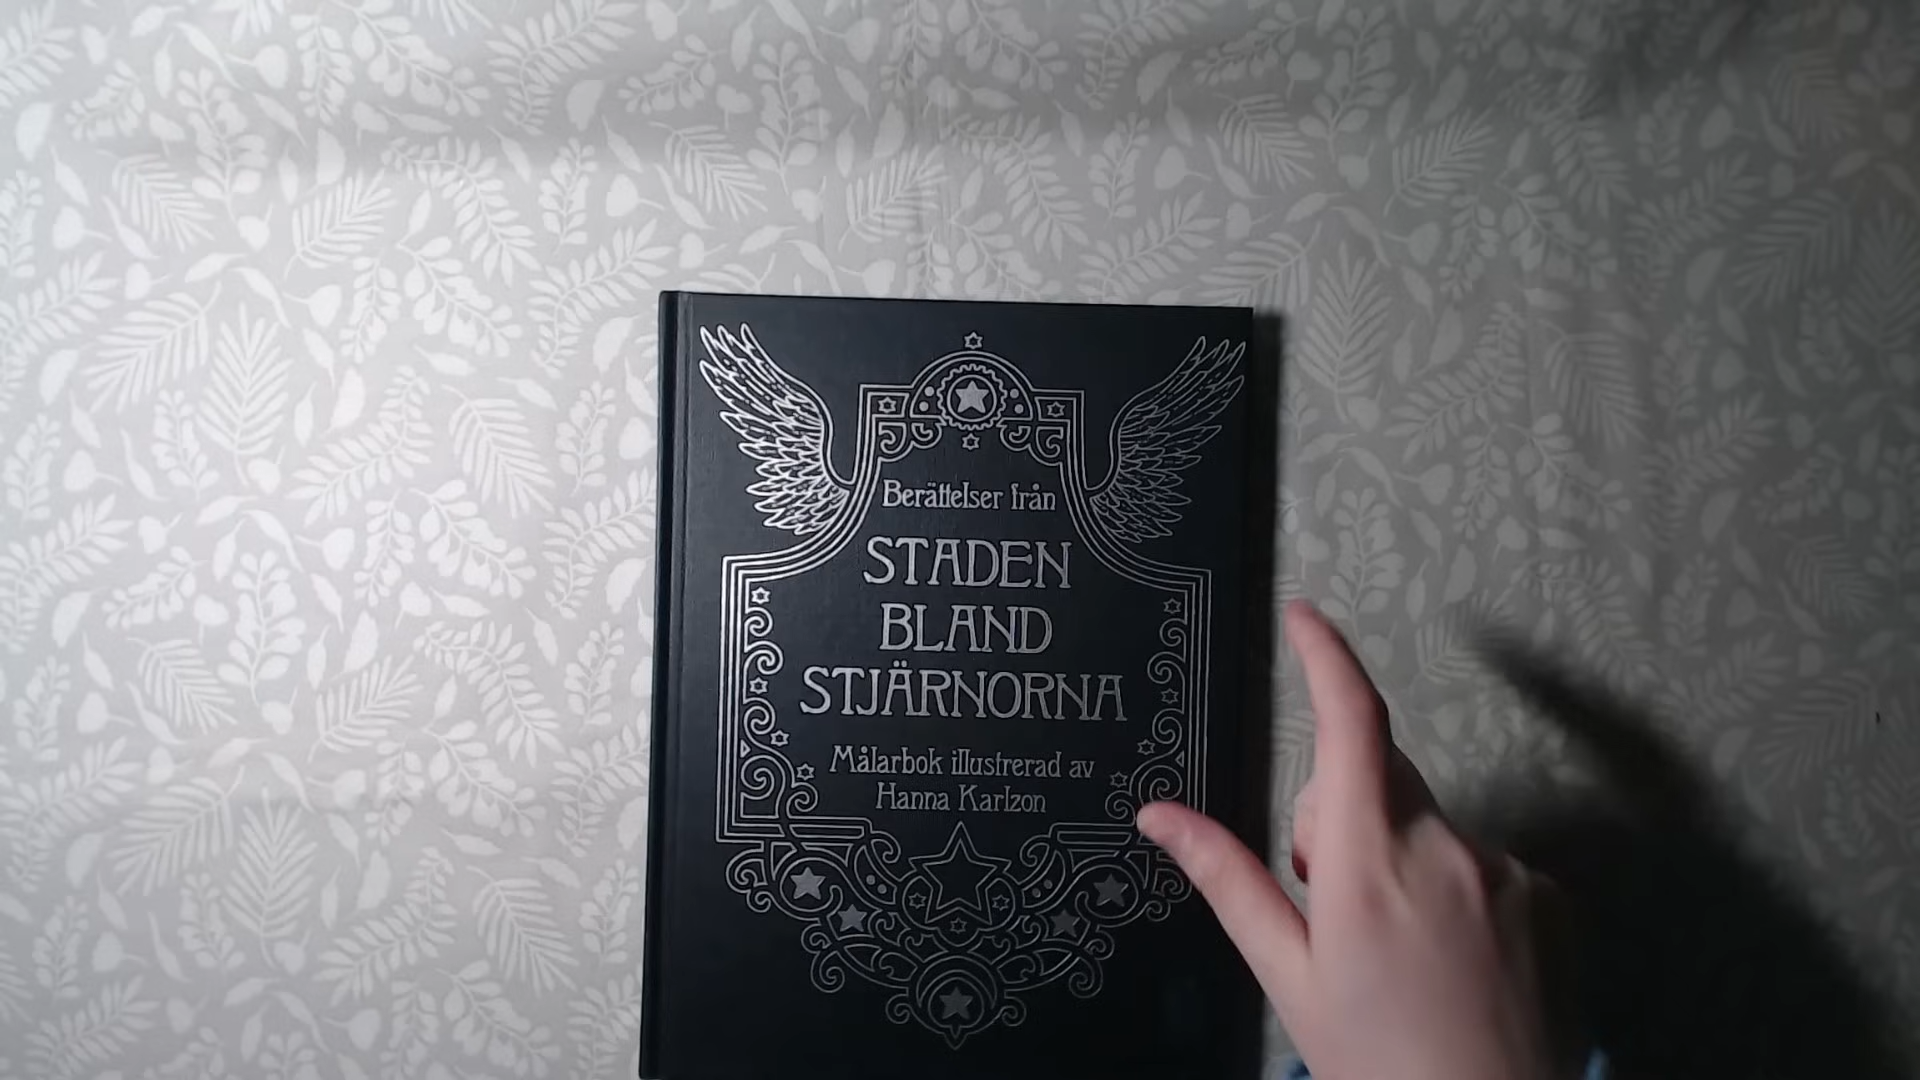 Berättelser från
STADEN
BLAND
STJÄRNORNA
Målarbok illustrerad av
Hanna Karlzon